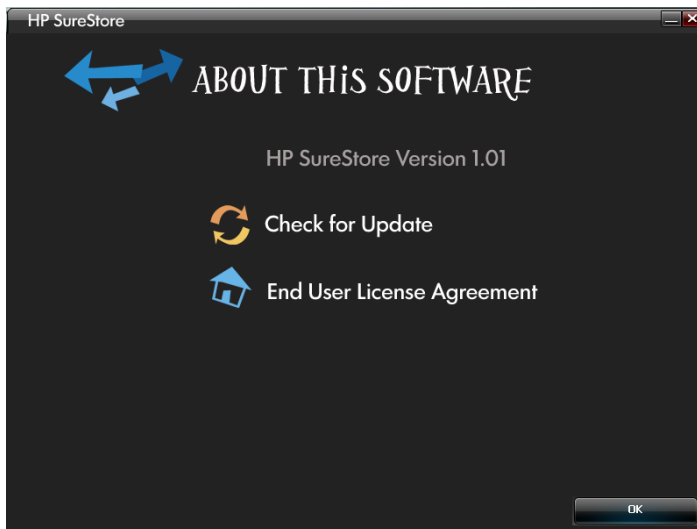 HP SureStore
ABOUT THiS SOFTWARE
HP SureStore Version 1.01
Check for Update
End User License Agreement
OK